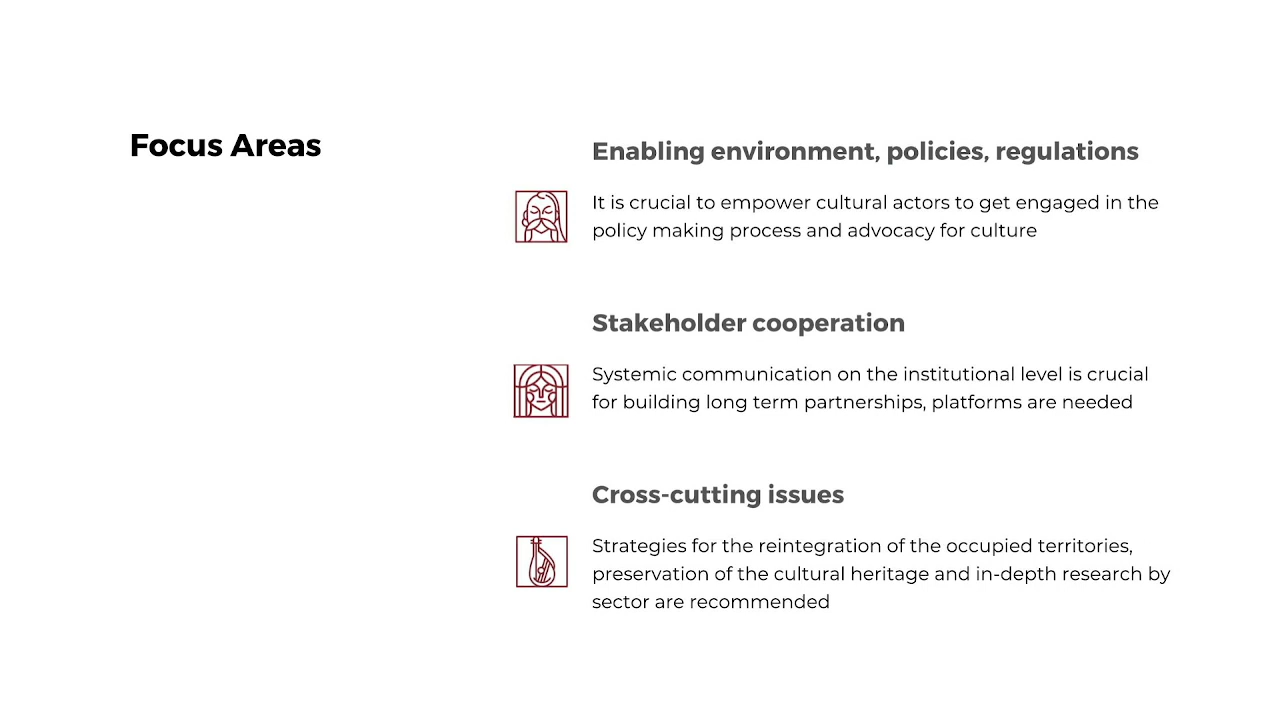 Focus Areas
Enabling environment, policies, regulations
It is crucial to empower cultural actors to get engaged in the
policy making process and advocacy for culture
Stakeholder cooperation
Systemic communication on the institutional level is crucial
for building long term partnerships, platforms are needed
Cross-cutting issues
Strategies for the reintegration of the occupied territories,
preservation of the cultural heritage and in-depth research by
sector are recommended